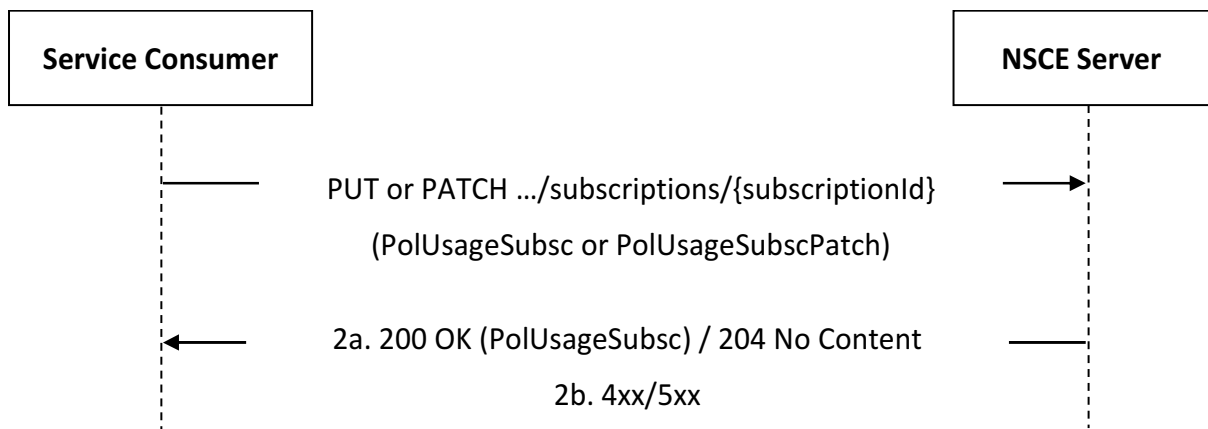 Service Consumer
NSCE Server
PUT or PATCH …/subscriptions/{subscriptionId}
(PolUsageSubsc or PolUsageSubscPatch)
2a. 200 OK (PolUsageSubsc) / 204 No Content
2b. 4xx/5xx